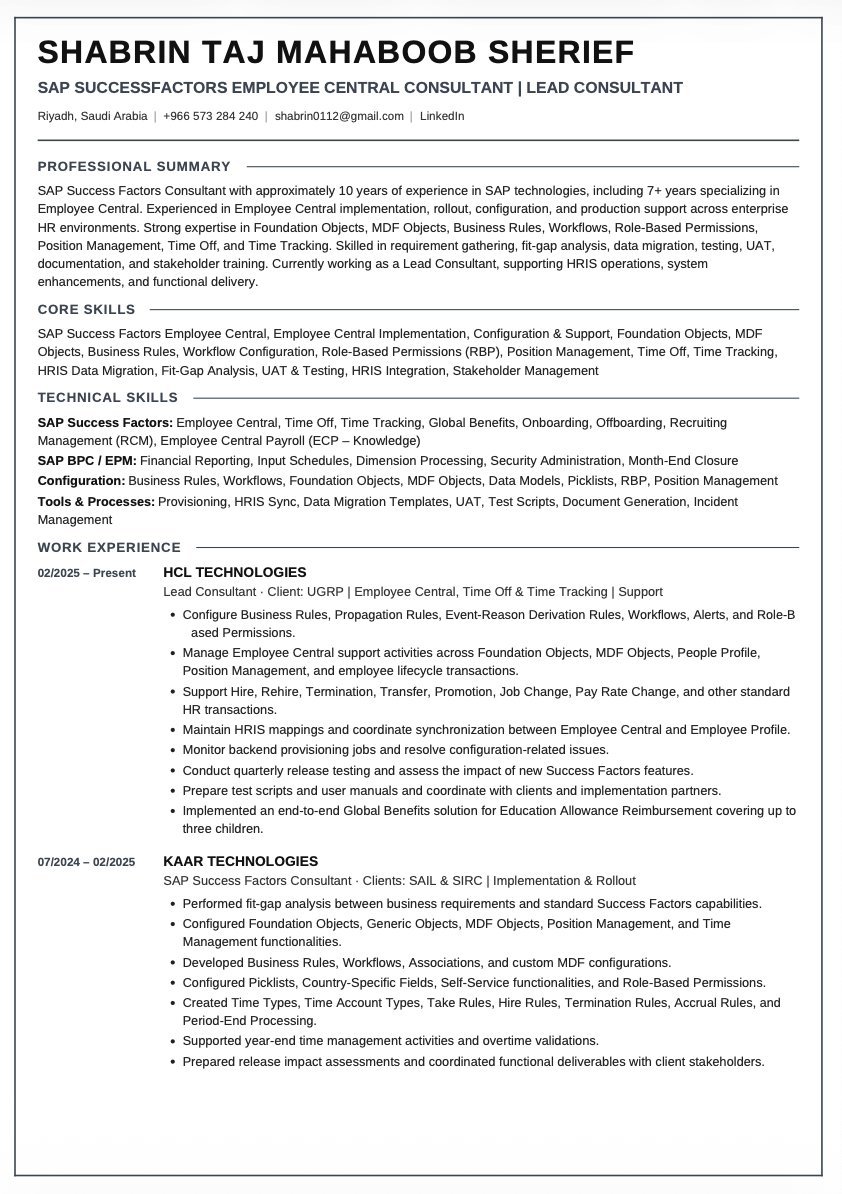 SHABRIN TAJ MAHABOOB SHERIEF
SAP SUCCESSFACTORS EMPLOYEE CENTRAL CONSULTANT | LEAD CONSULTANT
Riyadh, Saudi Arabia | +966 573 284 240 | shabrin0112@gmail.com | LinkedIn
PROFESSIONAL SUMMARY
SAP Success Factors Consultant with approximately 10 years of experience in SAP technologies, including 7+ years specializing in
Employee Central. Experienced in Employee Central implementation, rollout, configuration, and production support across enterprise
HR environments. Strong expertise in Foundation Objects, MDF Objects, Business Rules, Workflows, Role-Based Permissions,
Position Management, Time Off, and Time Tracking. Skilled in requirement gathering, fit-gap analysis, data migration, testing, UAT,
documentation, and stakeholder training. Currently working as a Lead Consultant, supporting HRIS operations, system
enhancements, and functional delivery.
CORE SKILLS
SAP Success Factors Employee Central, Employee Central Implementation, Configuration & Support, Foundation Objects, MDF
Objects, Business Rules, Workflow Configuration, Role-Based Permissions (RBP), Position Management, Time Off, Time Tracking,
HRIS Data Migration, Fit-Gap Analysis, UAT & Testing, HRIS Integration, Stakeholder Management
TECHNICAL SKILLS
SAP Success Factors: Employee Central, Time Off, Time Tracking, Global Benefits, Onboarding, Offboarding, Recruiting
Management (RCM), Employee Central Payroll (ECP – Knowledge)
SAP BPC / EPM: Financial Reporting, Input Schedules, Dimension Processing, Security Administration, Month-End Closure
Configuration: Business Rules, Workflows, Foundation Objects, MDF Objects, Data Models, Picklists, RBP, Position Management
Tools & Processes: Provisioning, HRIS Sync, Data Migration Templates, UAT, Test Scripts, Document Generation, Incident
Management
WORK EXPERIENCE
02/2025 – Present HCL TECHNOLOGIES
Lead Consultant · Client: UGRP | Employee Central, Time Off & Time Tracking | Support
• Configure Business Rules, Propagation Rules, Event-Reason Derivation Rules, Workflows, Alerts, and Role-B
ased Permissions.
• Manage Employee Central support activities across Foundation Objects, MDF Objects, People Profile,
Position Management, and employee lifecycle transactions.
• Support Hire, Rehire, Termination, Transfer, Promotion, Job Change, Pay Rate Change, and other standard
HR transactions.
• Maintain HRIS mappings and coordinate synchronization between Employee Central and Employee Profile.
• Monitor backend provisioning jobs and resolve configuration-related issues.
• Conduct quarterly release testing and assess the impact of new Success Factors features.
• Prepare test scripts and user manuals and coordinate with clients and implementation partners.
• Implemented an end-to-end Global Benefits solution for Education Allowance Reimbursement covering up to
three children.
07/2024 – 02/2025 KAAR TECHNOLOGIES
SAP Success Factors Consultant · Clients: SAIL & SIRC | Implementation & Rollout
• Performed fit-gap analysis between business requirements and standard Success Factors capabilities.
• Configured Foundation Objects, Generic Objects, MDF Objects, Position Management, and Time
Management functionalities.
• Developed Business Rules, Workflows, Associations, and custom MDF configurations.
• Configured Picklists, Country-Specific Fields, Self-Service functionalities, and Role-Based Permissions.
• Created Time Types, Time Account Types, Take Rules, Hire Rules, Termination Rules, Accrual Rules, and
Period-End Processing.
• Supported year-end time management activities and overtime validations.
• Prepared release impact assessments and coordinated functional deliverables with client stakeholders.